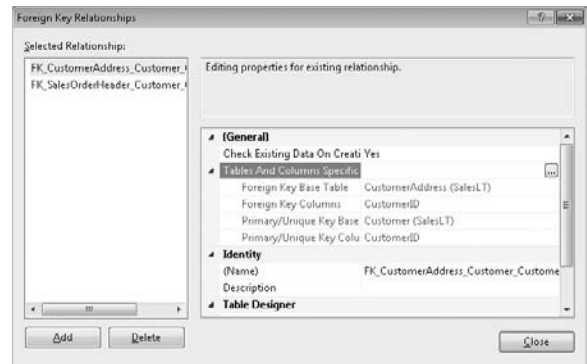 Foreign Key Relationships
Selected Relationship:
FK_CustomerAddress_Customer_
FK_SalesOrderHeader_Customer_
Editing properties for existing relationship.
(General)
Check Existing Data On Creati Yes
Tables And Columns Specific
...
Foreign Key Base Table CustomerAddress (SalesLT)
Foreign Key Columns CustomerID
Primary/Unique Key Base Customer (SalesLT)
Primary/Unique Key Colu CustomerID
Identity
(Name) FK_CustomerAddress_Customer_Custome
Description
Table Designer
Add Delete
Close